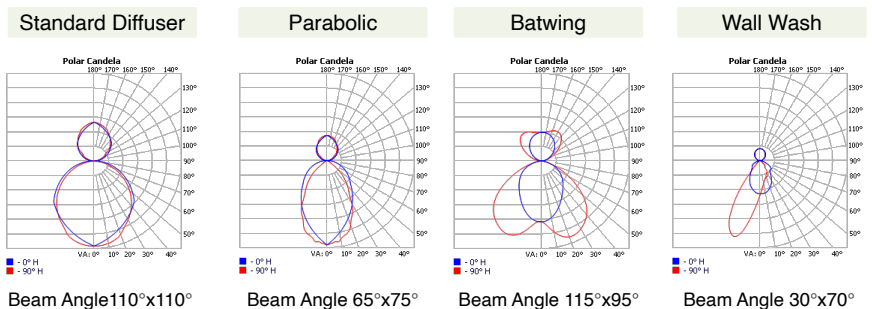 Standard Diffuser
Polar Candela
180° 170° 160° 150° 140°
130°
120°
110°
100°
90°
80°
70°
60°
50°
VA: 0° 10° 20° 30° 40°
- 0° H
- 90° H
Beam Angle110°x110°
Parabolic
Polar Candela
180° 170° 160° 150° 140°
130°
120°
110°
100°
90°
80°
70°
60°
50°
VA: 0° 10° 20° 30° 40°
- 0° H
- 90° H
Beam Angle 65°x75°
Batwing
Polar Candela
180° 170° 160° 150° 140°
130°
120°
110°
100°
90°
80°
70°
60°
50°
VA: 0° 10° 20° 30° 40°
- 0° H
- 90° H
Beam Angle 115°x95°
Wall Wash
Polar Candela
180° 170° 160° 150° 140°
130°
120°
110°
100°
90°
80°
70°
60°
50°
VA: 0° 10° 20° 30° 40°
- 0° H
- 90° H
Beam Angle 30°x70°